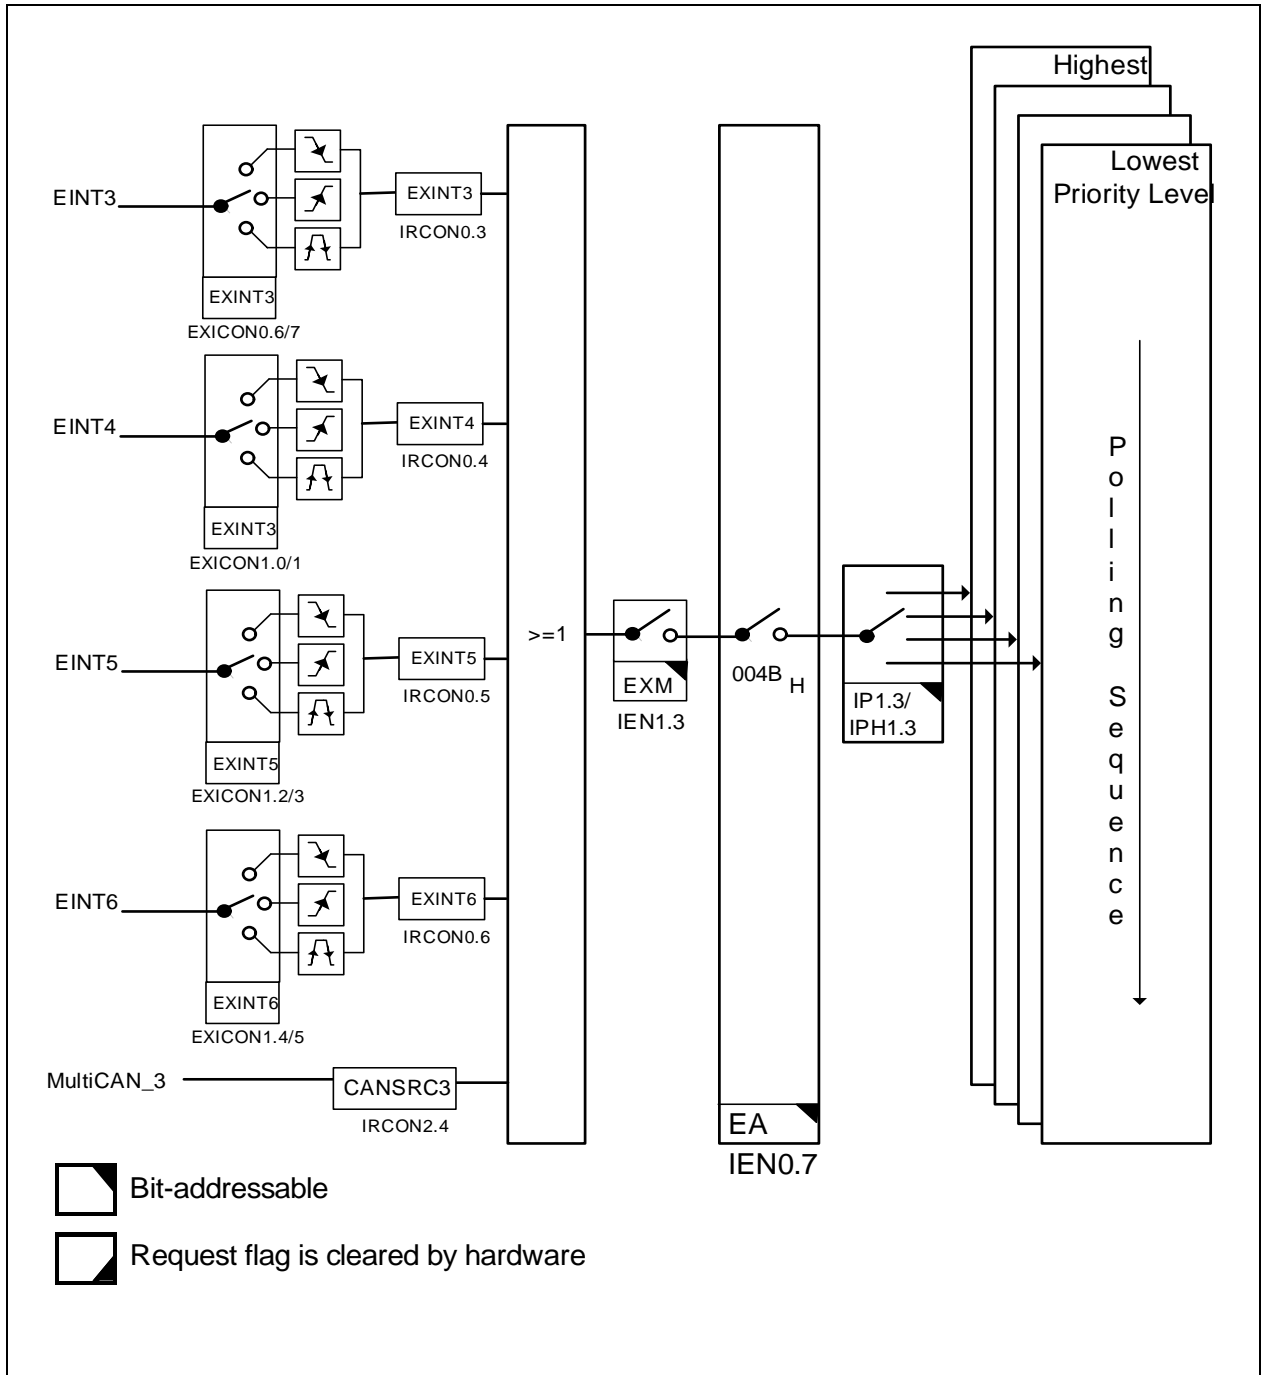 Highest
Lowest
Priority Level
EINT3
EXINT3
IRCON0.3
EXINT3
EXICON0.6/7
EINT4
EXINT4
IRCON0.4
EXINT3
EXICON1.0/1
EINT5
EXINT5
IRCON0.5
EXINT5
EXICON1.2/3
EINT6
EXINT6
IRCON0.6
EXINT6
EXICON1.4/5
MultiCAN_3
CANSRC3
IRCON2.4
>=1
EXM
IEN1.3
004B H
EA
IEN0.7
IP1.3/
IPH1.3
Polling Sequence
Bit-addressable
Request flag is cleared by hardware